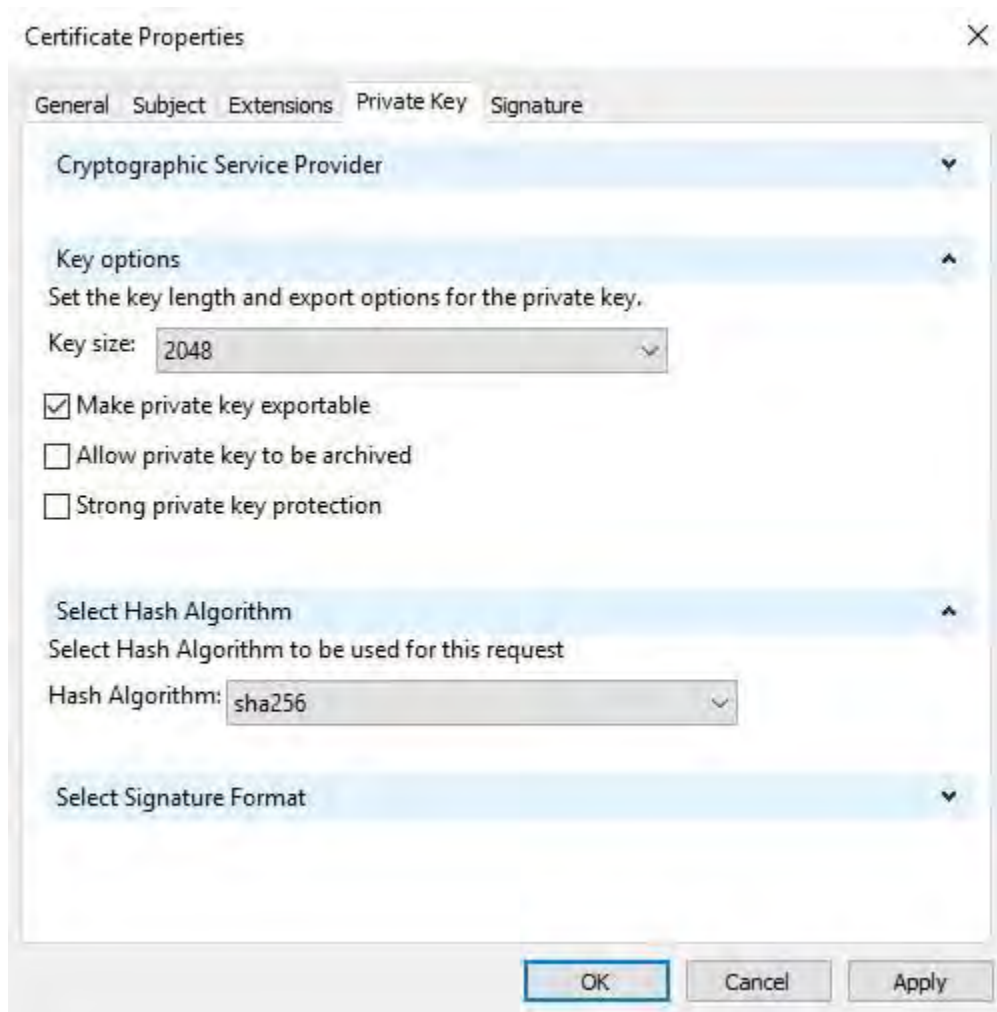 Certificate Properties
General Subject Extensions Private Key Signature
Cryptographic Service Provider
Key options
Set the key length and export options for the private key.
Key size: 2048
Make private key exportable
Allow private key to be archived
Strong private key protection
Select Hash Algorithm
Select Hash Algorithm to be used for this request
Hash Algorithm: sha256
Select Signature Format
OK Cancel Apply